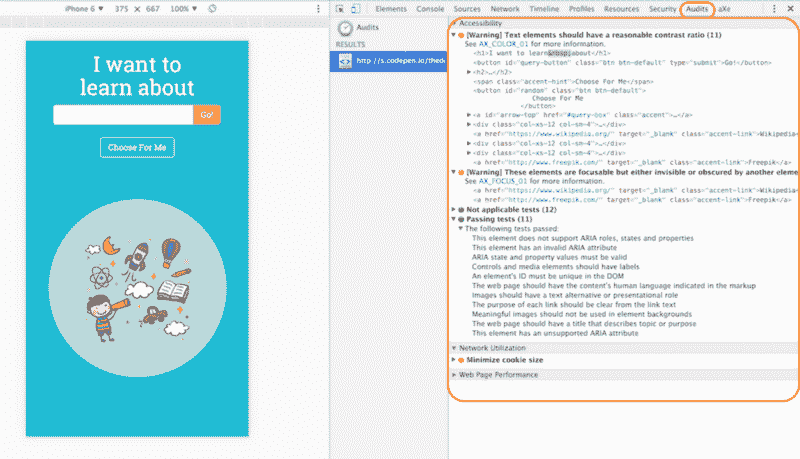 iPhone 6 ▼ 375 × 667 100% ▼
I want to
learn about
Go!
Choose For Me
Elements Console Sources Network Timeline Profiles Resources Security Audits aXe
Audits
RESULTS
http://s.codepen.io/thed
Accessibility
[Warning] Text elements should have a reasonable contrast ratio (11)
See AX_COLOR_01 for more information.
<h1>I want to learn&nbsp;about</h1>
<button id="query-button" class="btn btn-default" type="submit">Go!</button>
<h2>…</h2>
<span class="accent-hint">Choose For Me</span>
<button id="random" class="btn btn-default">
Choose For Me
</button>
<a id="arrow-top" href="#query-box" class="accent">…</a>
<div class="col-xs-12 col-sm-4">…</div>
<a href="https://www.wikipedia.org/" target="_blank" class="accent-link">Wikipedia
<div class="col-xs-12 col-sm-4">…</div>
<div class="col-xs-12 col-sm-4">…</div>
<a href="http://www.freepik.com/" target="_blank" class="accent-link">Freepik</a>
[Warning] These elements are focusable but either invisible or obscured by another eleme
See AX_FOCUS_01 for more information.
<a href="https://www.wikipedia.org/" target="_blank" class="accent-link">Wikipedia
<a href="http://www.freepik.com/" target="_blank" class="accent-link">Freepik</a>
Not applicable tests (12)
Passing tests (11)
The following tests passed:
This element does not support ARIA roles, states and properties
This element has an invalid ARIA attribute
ARIA state and property values must be valid
Controls and media elements should have labels
An element's ID must be unique in the DOM
The web page should have the content's human language indicated in the markup
Images should have a text alternative or presentational role
The purpose of each link should be clear from the link text
Meaningful images should not be used in element backgrounds
The web page should have a title that describes topic or purpose
This element has an unsupported ARIA attribute
Network Utilization
Minimize cookie size
Web Page Performance